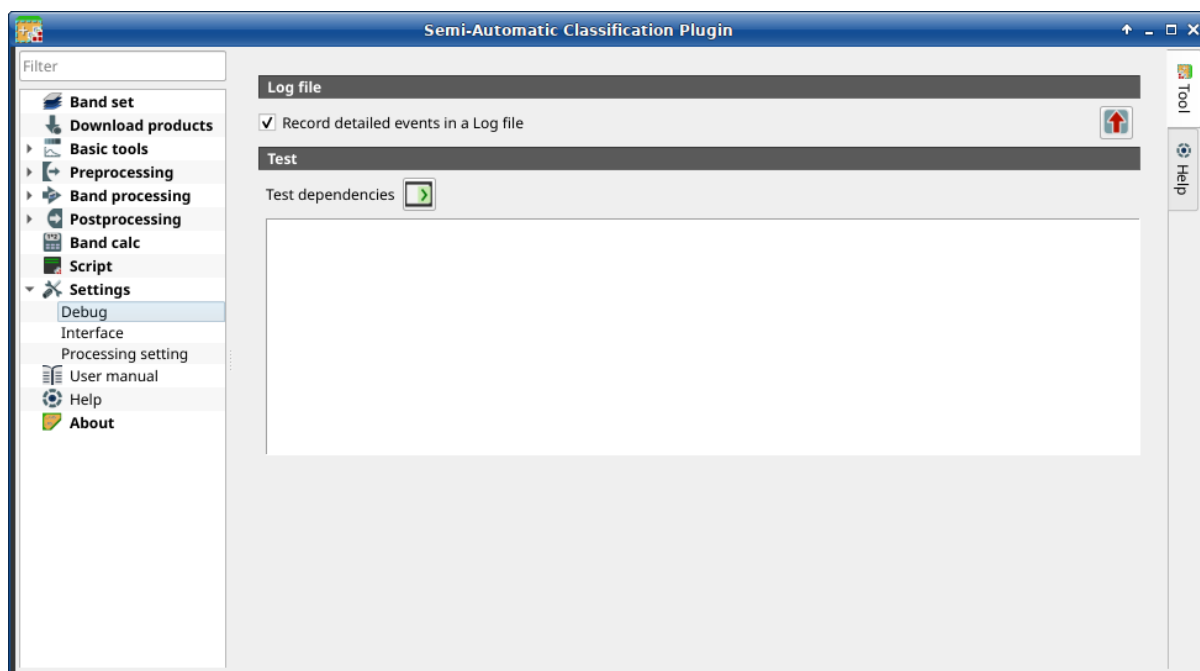 Semi-Automatic Classification Plugin
Filter
Band set
Download products
Basic tools
Preprocessing
Band processing
Postprocessing
Band calc
Script
Settings
Debug
Interface
Processing setting
User manual
Help
About
Log file
Record detailed events in a Log file
Test
Test dependencies
Tool
Help